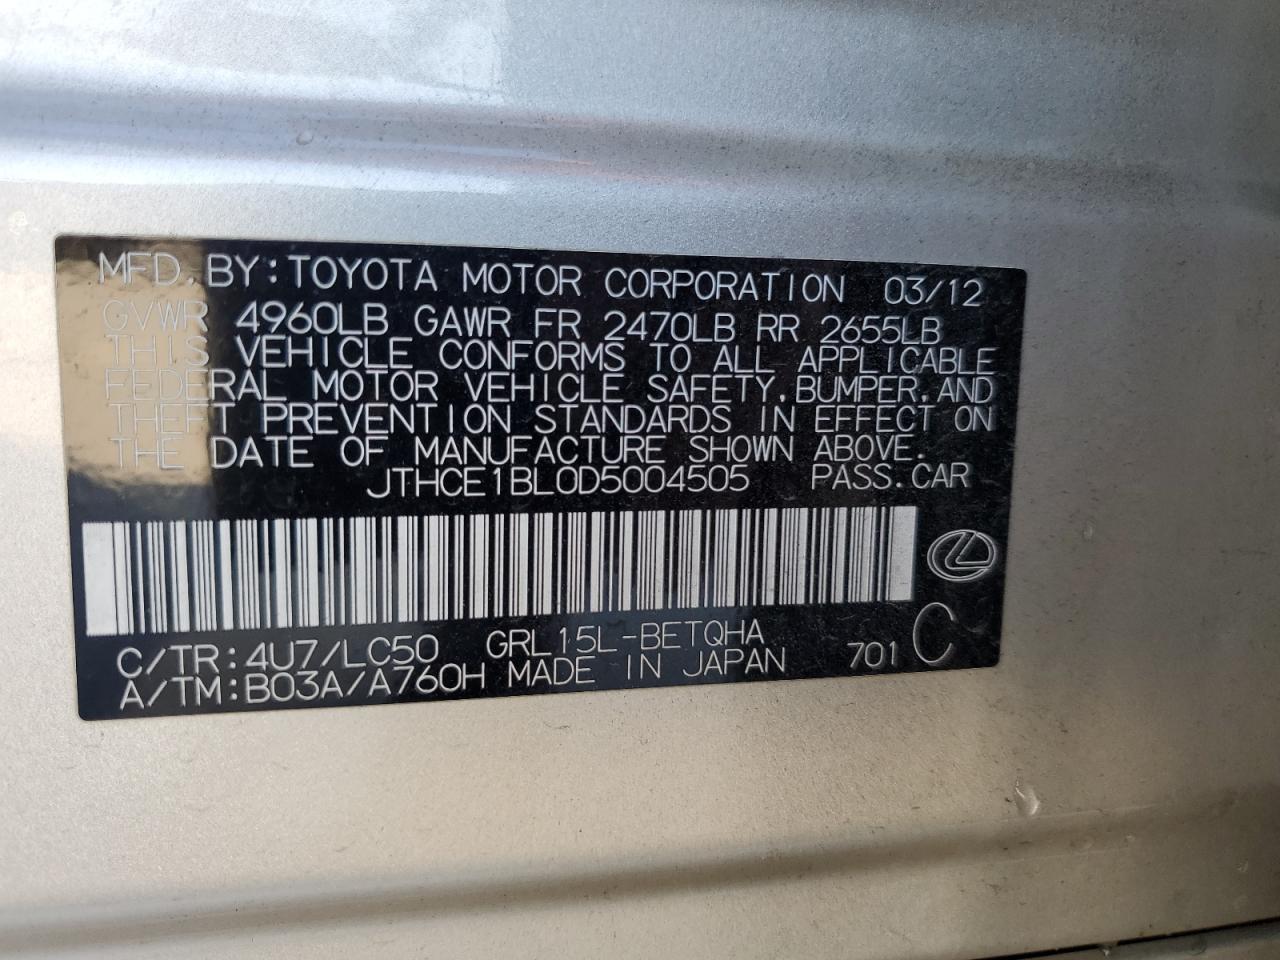 MFD. BY: TOYOTA MOTOR CORPORATION 03/12
GVWR 4960LB GAWR FR 2470LB RR 2655LB
THIS VEHICLE CONFORMS TO ALL APPLICABLE
FEDERAL MOTOR VEHICLE SAFETY, BUMPER, AND
THEFT PREVENTION STANDARDS IN EFFECT ON
THE DATE OF MANUFACTURE SHOWN ABOVE.
JTHCE1BL0D5004505 PASS. CAR
C/TR: 4U7/LC50 GRL15L-BETQHA
A/TM: B03A/A760H MADE IN JAPAN 701 C